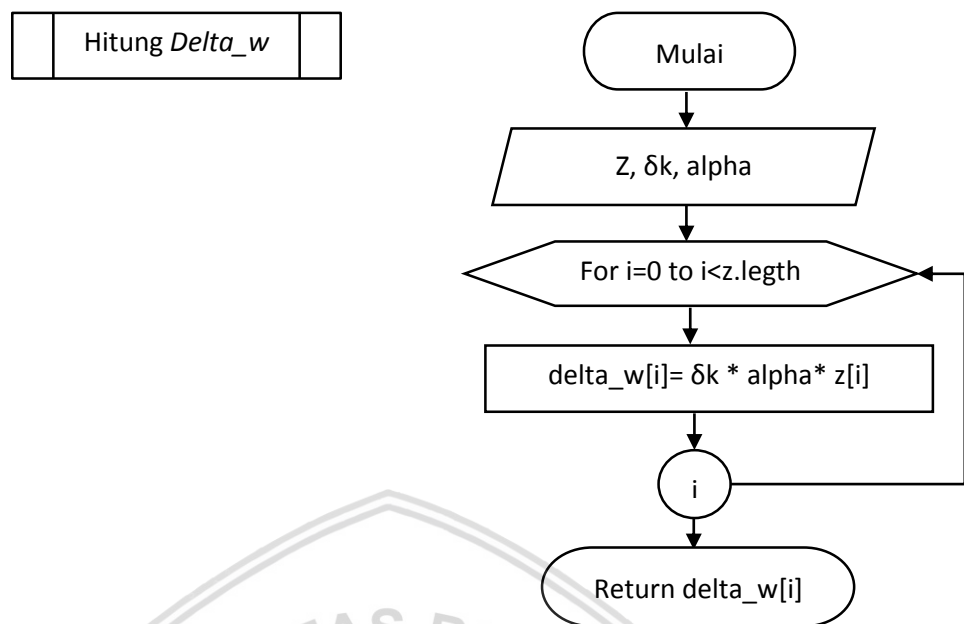 Hitung Delta_w
Mulai
Z, δk, alpha
For i=0 to i<z.legth
delta_w[i]= δk * alpha* z[i]
i
Return delta_w[i]